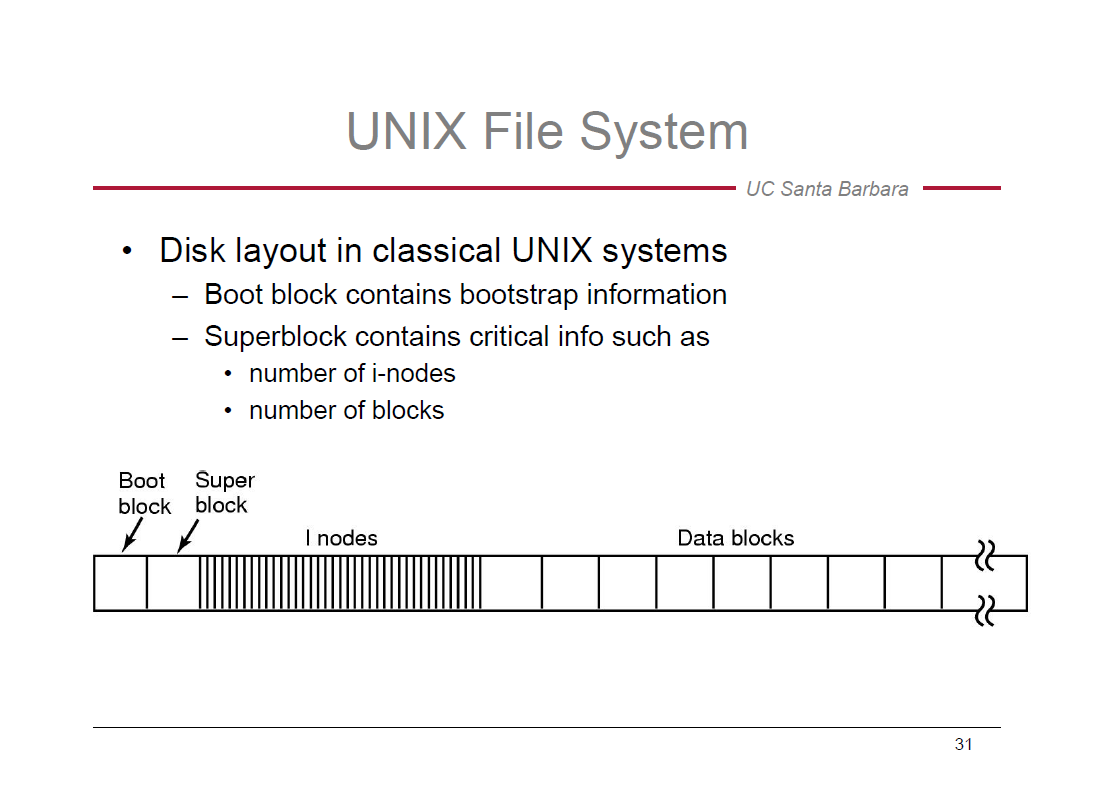 UNIX File System
UC Santa Barbara
• Disk layout in classical UNIX systems
– Boot block contains bootstrap information
– Superblock contains critical info such as
• number of i-nodes
• number of blocks
Boot
block
Super
block
I nodes
Data blocks
31